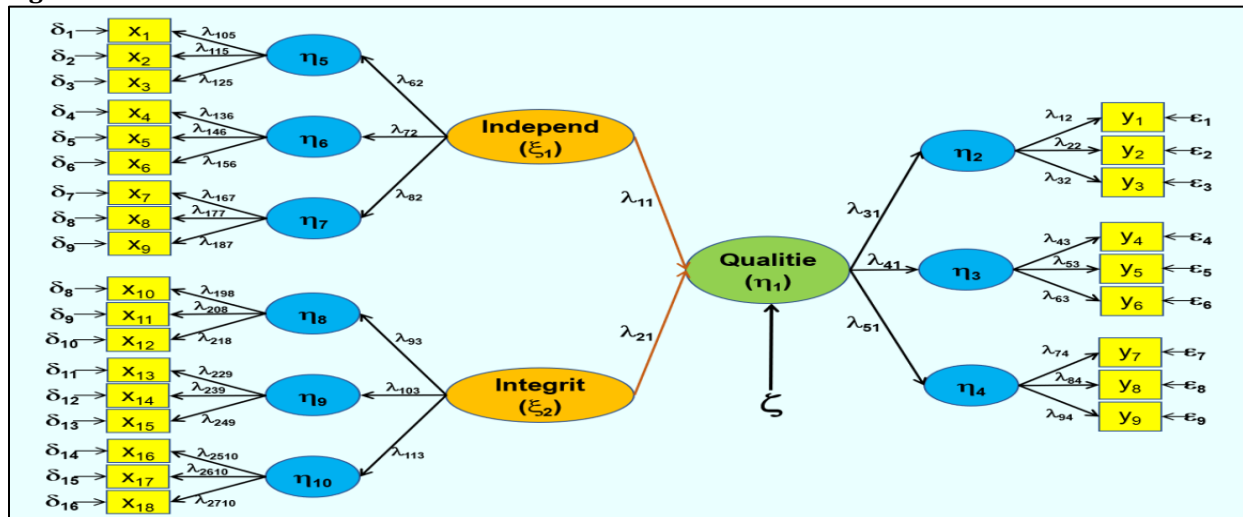 δ1 x1 λ105
δ2 x2 λ115 η5
δ3 x3 λ125
λ62
δ4 x4 λ136
δ5 x5 λ146 η6 λ72
δ6 x6 λ156
δ7 x7 λ167
δ8 x8 λ177 η7 λ82
δ9 x9 λ187
Independ
(ξ1)
λ11
δ8 x10 λ198
δ9 x11 λ208 η8
δ10 x12 λ218
λ93
δ11 x13 λ229
δ12 x14 λ239 η9 λ103
δ13 x15 λ249
δ14 x16 λ2510
δ15 x17 λ2610 η10 λ113
δ16 x18 λ2710
Integrit
(ξ2)
λ21
Qualitie
(η1)
ζ
λ31
λ41
λ51
η2 λ12 y1 ε1
λ22 y2 ε2
λ32 y3 ε3
η3 λ43 y4 ε4
λ53 y5 ε5
λ63 y6 ε6
η4 λ74 y7 ε7
λ84 y8 ε8
λ94 y9 ε9